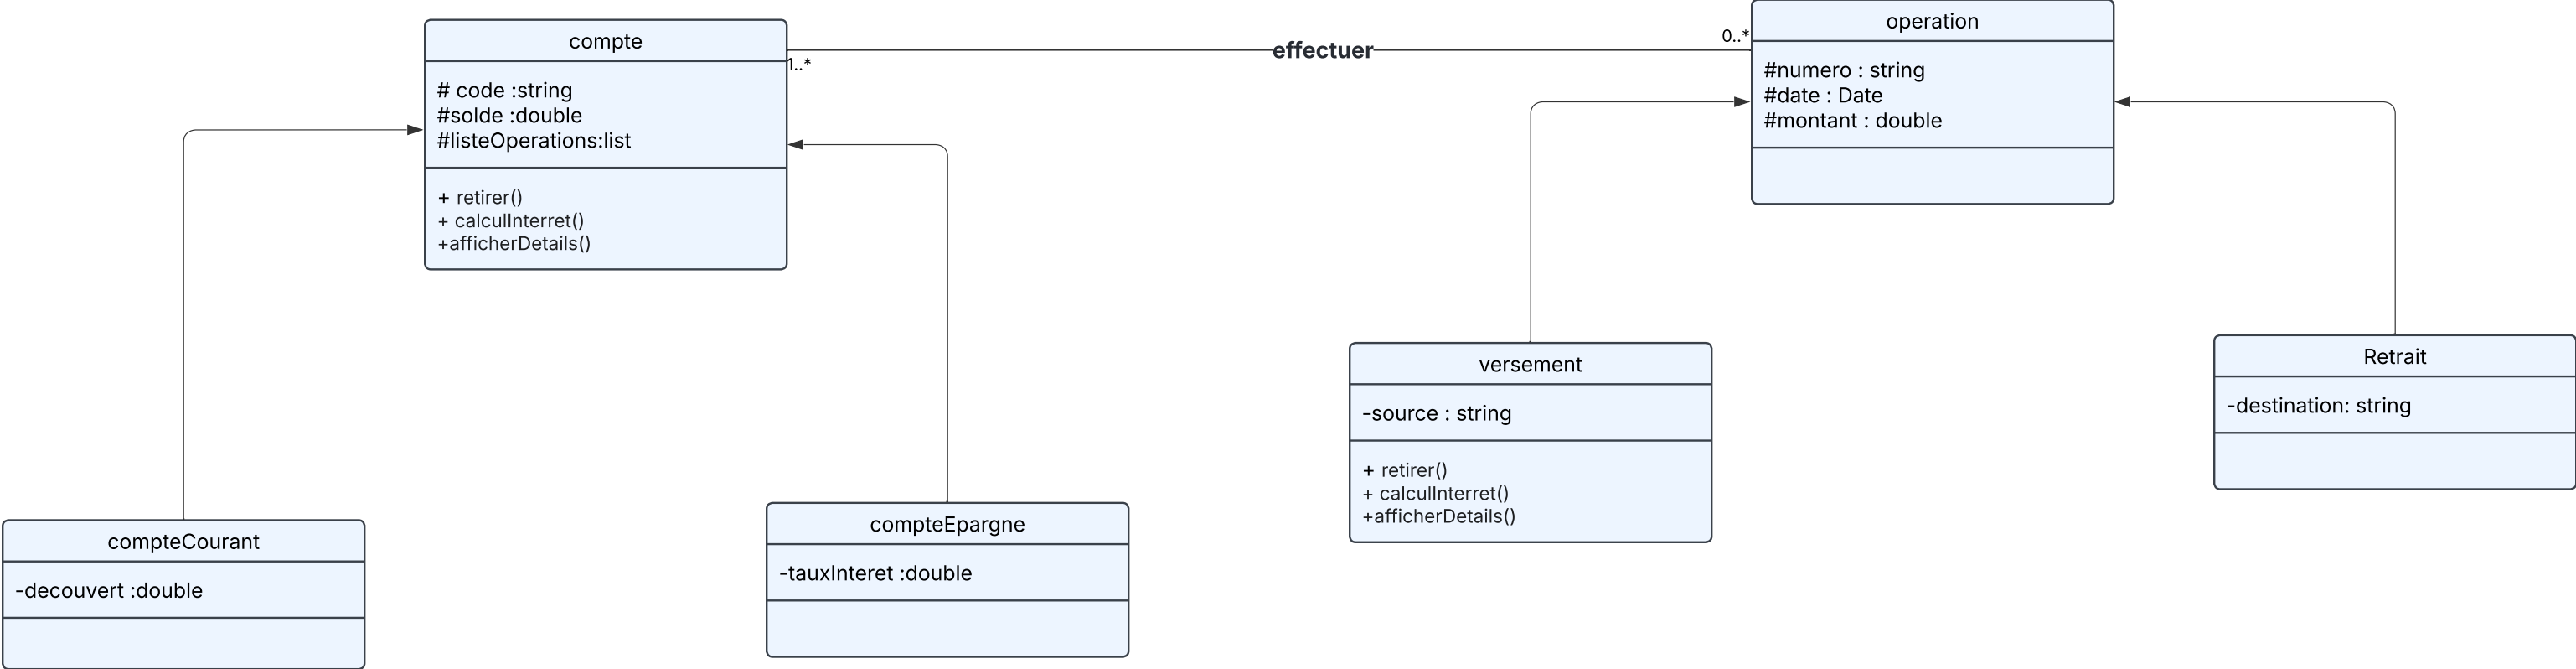 compte
# code :string
#solde :double
#listeOperations:list
+ retirer()
+ calculInterret()
+afficherDetails()
1..*
effectuer
0..*
operation
#numero : string
#date : Date
#montant : double
versement
-source : string
+ retirer()
+ calculInterret()
+afficherDetails()
Retrait
-destination: string
compteCourant
-decouvert :double
compteEpargne
-tauxInteret :double